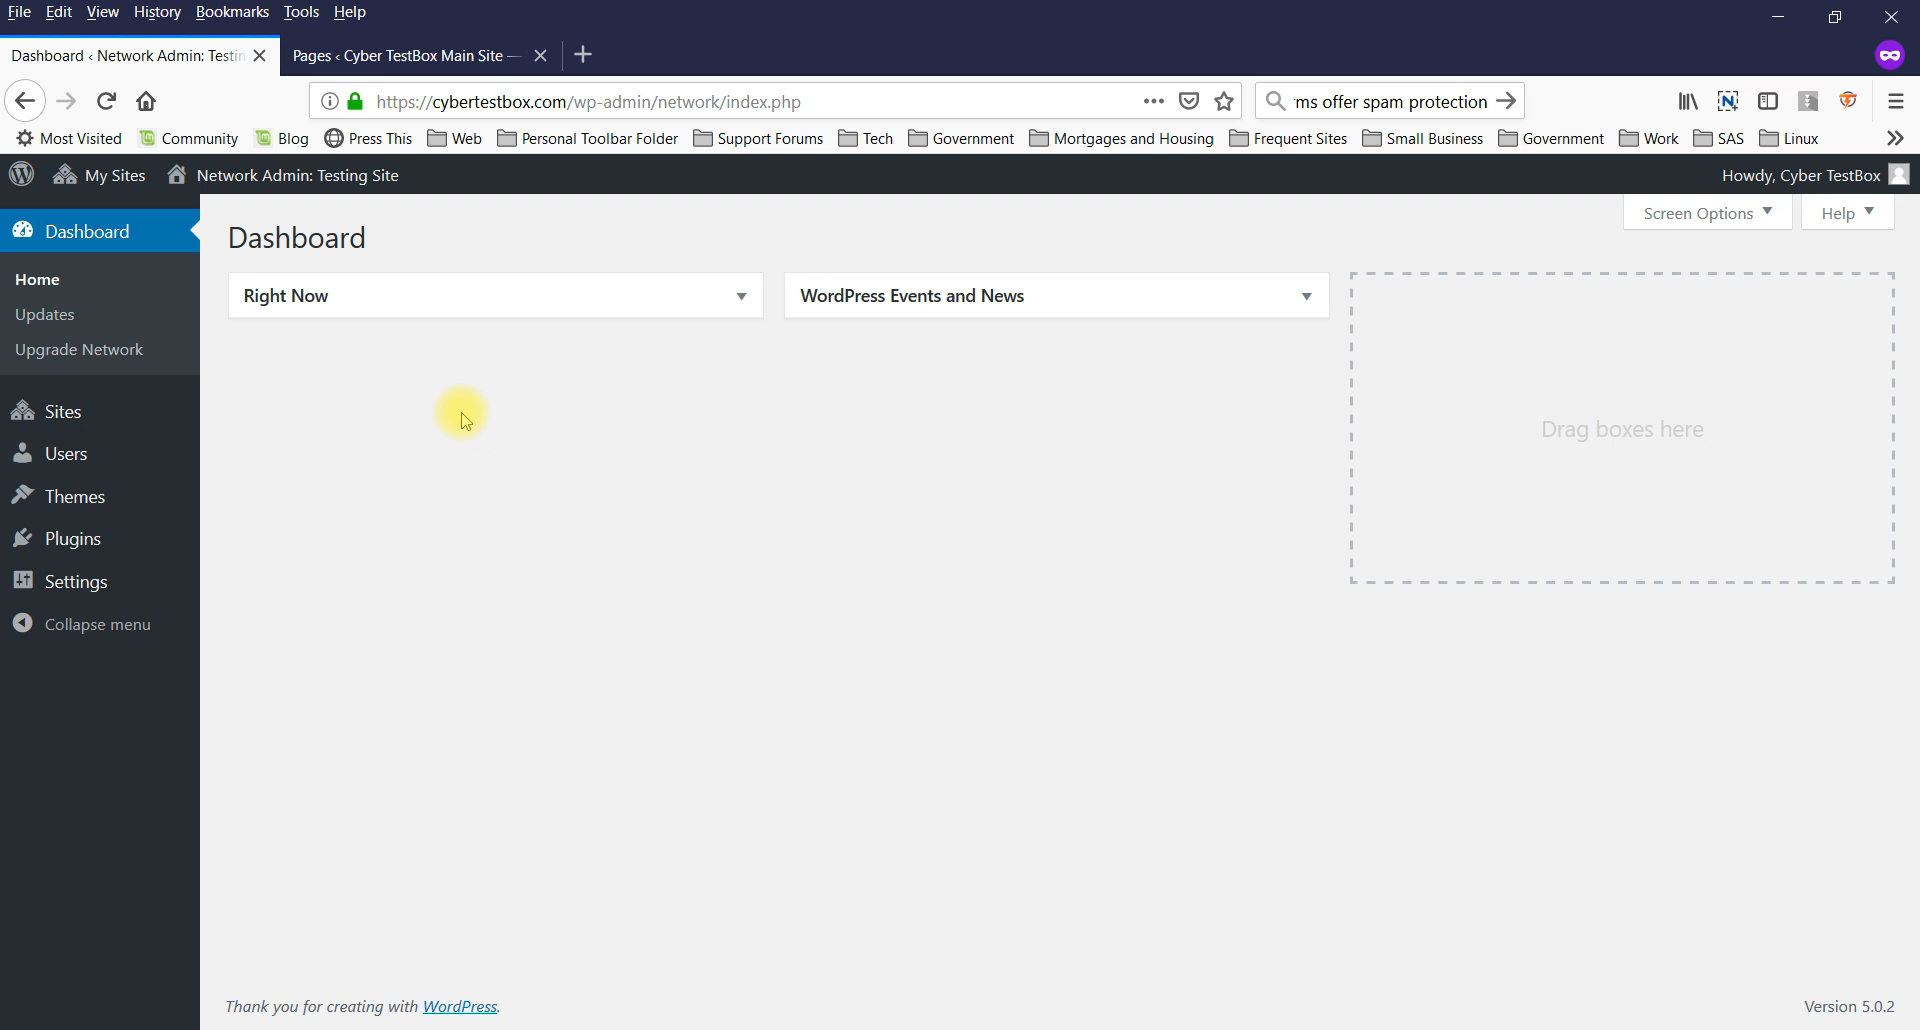 File Edit View History Bookmarks Tools Help
Dashboard ‹ Network Admin: Testin
Pages ‹ Cyber TestBox Main Site —
https://cybertestbox.com/wp-admin/network/index.php
ms offer spam protection
Most Visited Community Blog Press This Web Personal Toolbar Folder Support Forums Tech Government Mortgages and Housing Frequent Sites Small Business Government Work SAS Linux
My Sites Network Admin: Testing Site Howdy, Cyber TestBox
Screen Options Help
Dashboard
Home
Updates
Upgrade Network
Sites
Users
Themes
Plugins
Settings
Collapse menu
Dashboard
Right Now
WordPress Events and News
Drag boxes here
Thank you for creating with WordPress.
Version 5.0.2